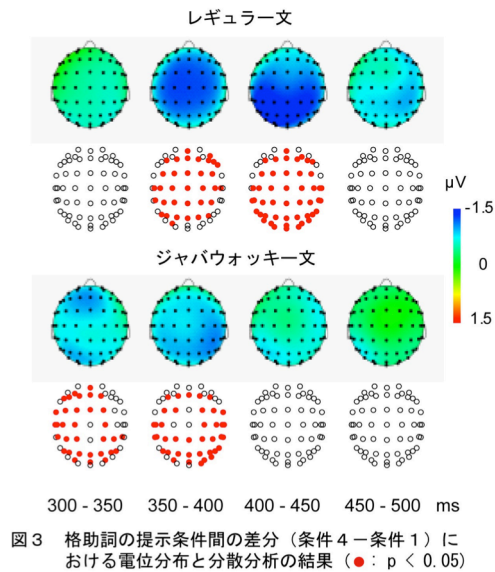 レギュラー文
μV
-1.5
0
1.5
ジャバウォッキー文
300 - 350 350 - 400 400 - 450 450 - 500 ms
図3 格助詞の提示条件間の差分（条件4－条件1）に
おける電位分布と分散分析の結果（●：p < 0.05）